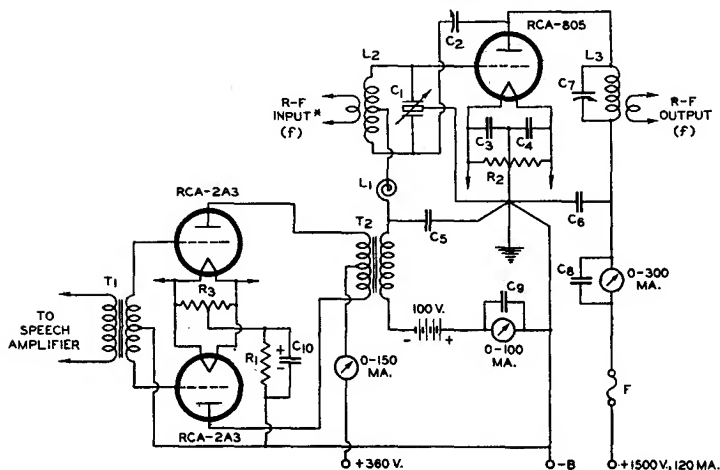 RCA-805
C2
L2
L3
C1
C7
R-F
INPUT*
(f)
R-F
OUTPUT
(f)
C3
C4
R2
L1
RCA-2A3
T2
C5
C6
T1
R3
C8
0-300
MA.
C9
100 V.
TO
SPEECH
AMPLIFIER
R1
+
-
C10
0-150
MA.
-
+
0-100
MA.
F
RCA-2A3
+360 V.
-B
+1500 V., 120 MA.